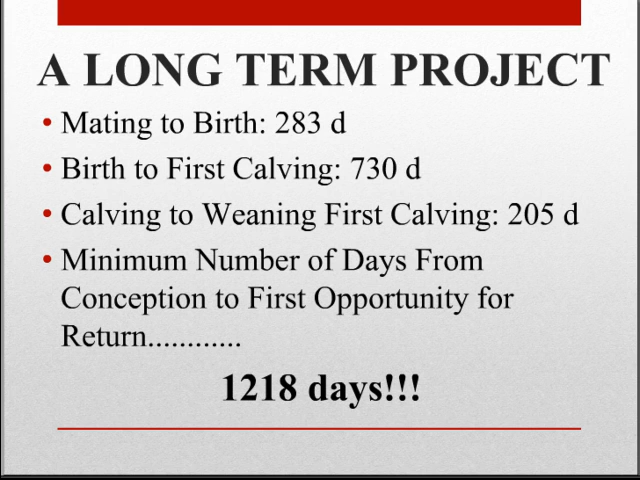 A LONG TERM PROJECT
• Mating to Birth: 283 d
• Birth to First Calving: 730 d
• Calving to Weaning First Calving: 205 d
• Minimum Number of Days From
Conception to First Opportunity for
Return............
1218 days!!!